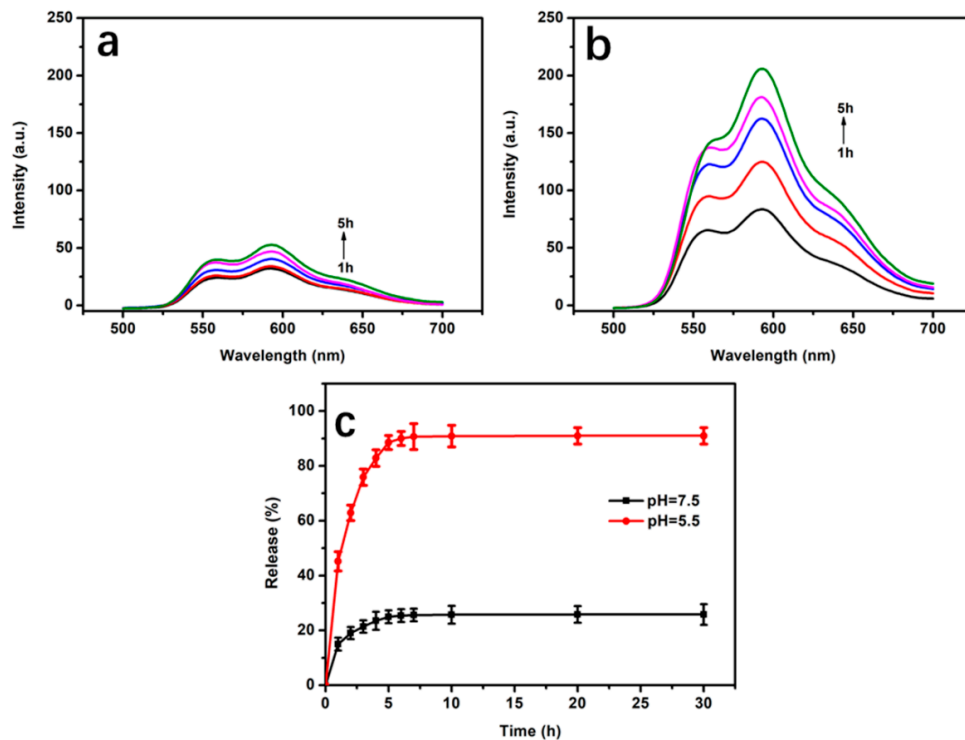 a
250
200
150
100
50
0
Intensity (a.u.)
5h
1h
500
550
600
650
700
Wavelength (nm)
b
250
200
150
100
50
0
Intensity (a.u.)
5h
1h
500
550
600
650
700
Wavelength (nm)
c
100
80
60
40
20
0
Release (%)
pH=7.5
pH=5.5
0
5
10
15
20
25
30
Time (h)